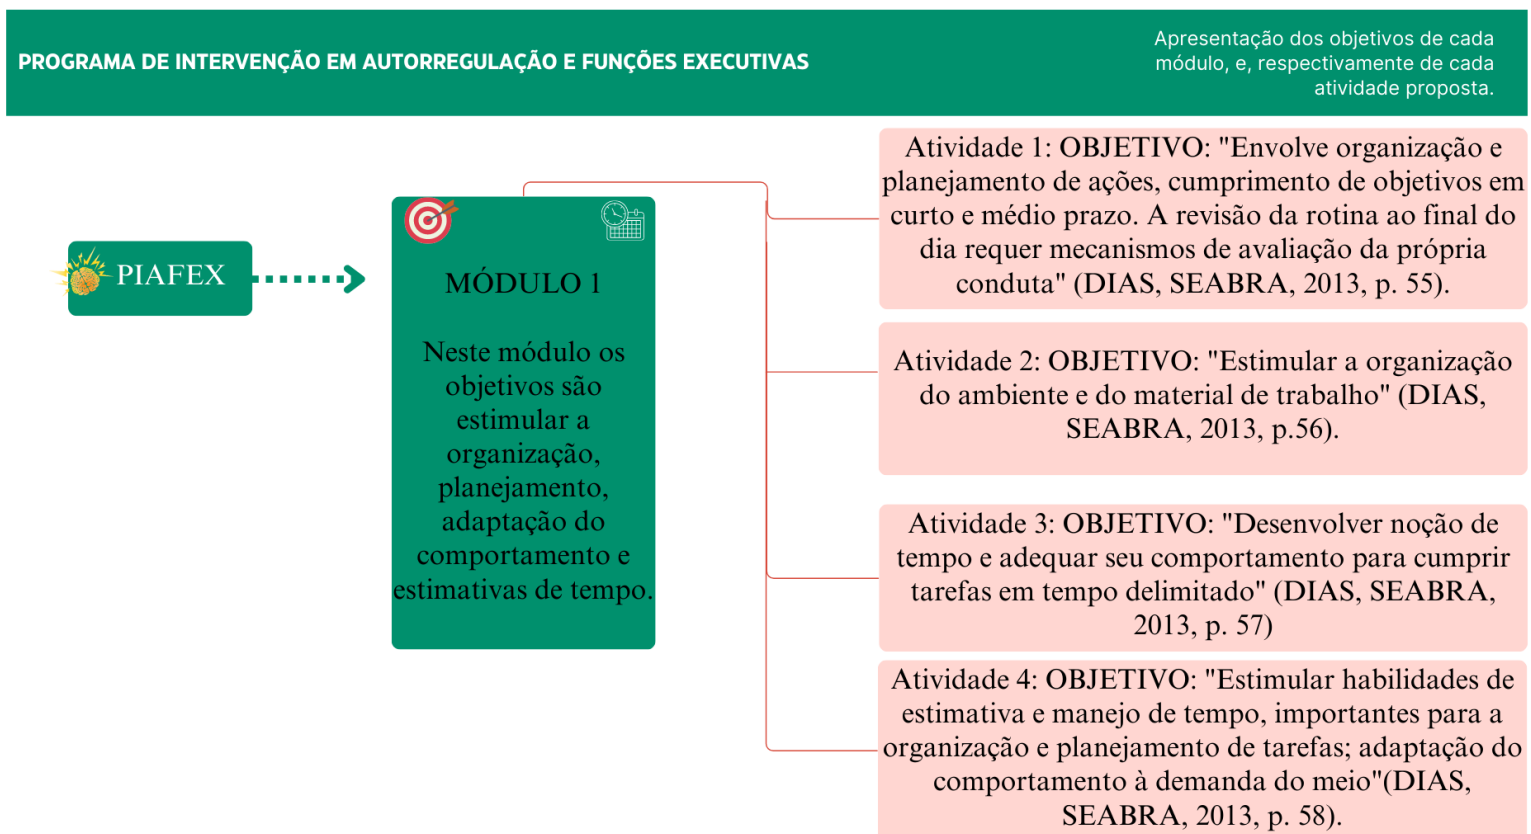 PROGRAMA DE INTERVENÇÃO EM AUTORREGULAÇÃO E FUNÇÕES EXECUTIVAS
Apresentação dos objetivos de cada
módulo, e, respectivamente de cada
atividade proposta.
PIAFEX
MÓDULO 1
Neste módulo os
objetivos são
estimular a
organização,
planejamento,
adaptação do
comportamento e
estimativas de tempo.
Atividade 1: OBJETIVO: "Envolve organização e
planejamento de ações, cumprimento de objetivos em
curto e médio prazo. A revisão da rotina ao final do
dia requer mecanismos de avaliação da própria
conduta" (DIAS, SEABRA, 2013, p. 55).
Atividade 2: OBJETIVO: "Estimular a organização
do ambiente e do material de trabalho" (DIAS,
SEABRA, 2013, p.56).
Atividade 3: OBJETIVO: "Desenvolver noção de
tempo e adequar seu comportamento para cumprir
tarefas em tempo delimitado" (DIAS, SEABRA,
2013, p. 57)
Atividade 4: OBJETIVO: "Estimular habilidades de
estimativa e manejo de tempo, importantes para a
organização e planejamento de tarefas; adaptação do
comportamento à demanda do meio"(DIAS,
SEABRA, 2013, p. 58).